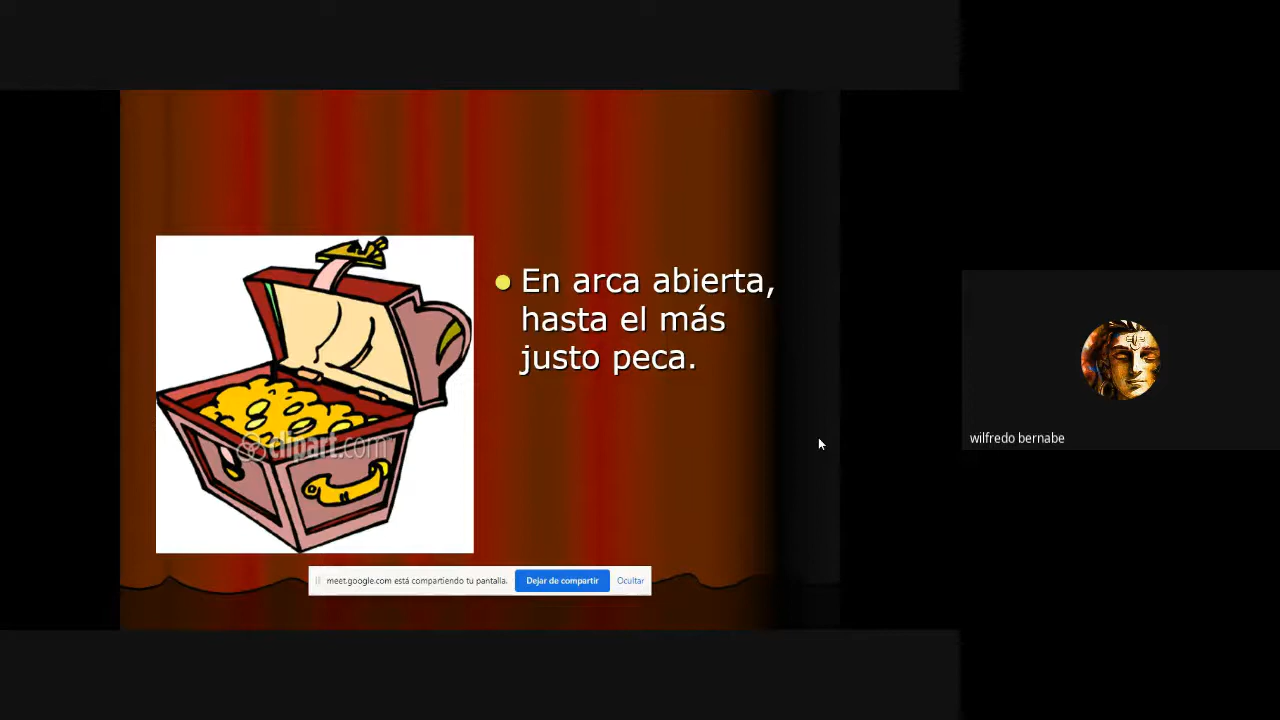 En arca abierta,
hasta el más
justo peca.
clipart.com
wilfredo bernabe
meet.google.com está compartiendo tu pantalla.
Dejar de compartir
Ocultar